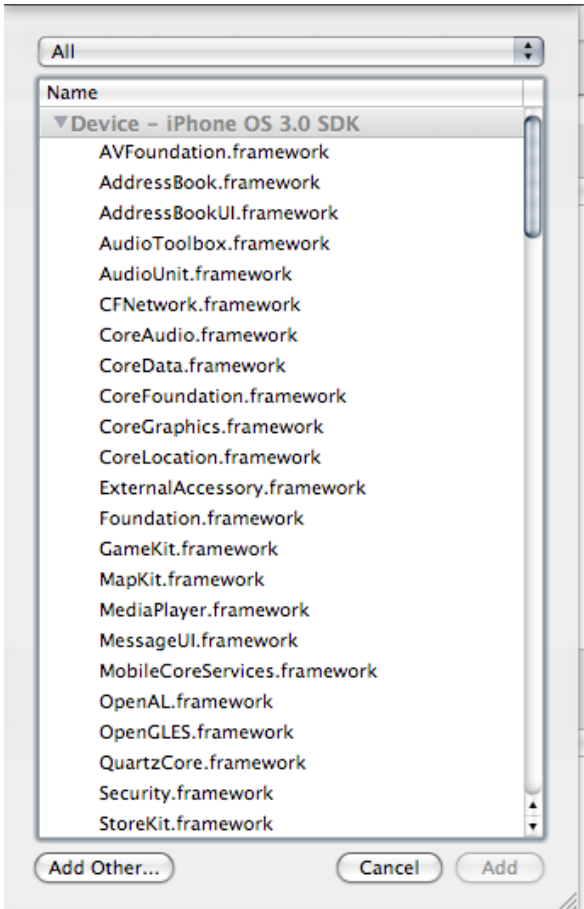 All
Name
Device – iPhone OS 3.0 SDK
AVFoundation.framework
AddressBook.framework
AddressBookUI.framework
AudioToolbox.framework
AudioUnit.framework
CFNetwork.framework
CoreAudio.framework
CoreData.framework
CoreFoundation.framework
CoreGraphics.framework
CoreLocation.framework
ExternalAccessory.framework
Foundation.framework
GameKit.framework
MapKit.framework
MediaPlayer.framework
MessageUI.framework
MobileCoreServices.framework
OpenAL.framework
OpenGLES.framework
QuartzCore.framework
Security.framework
StoreKit.framework
Add Other... Cancel Add